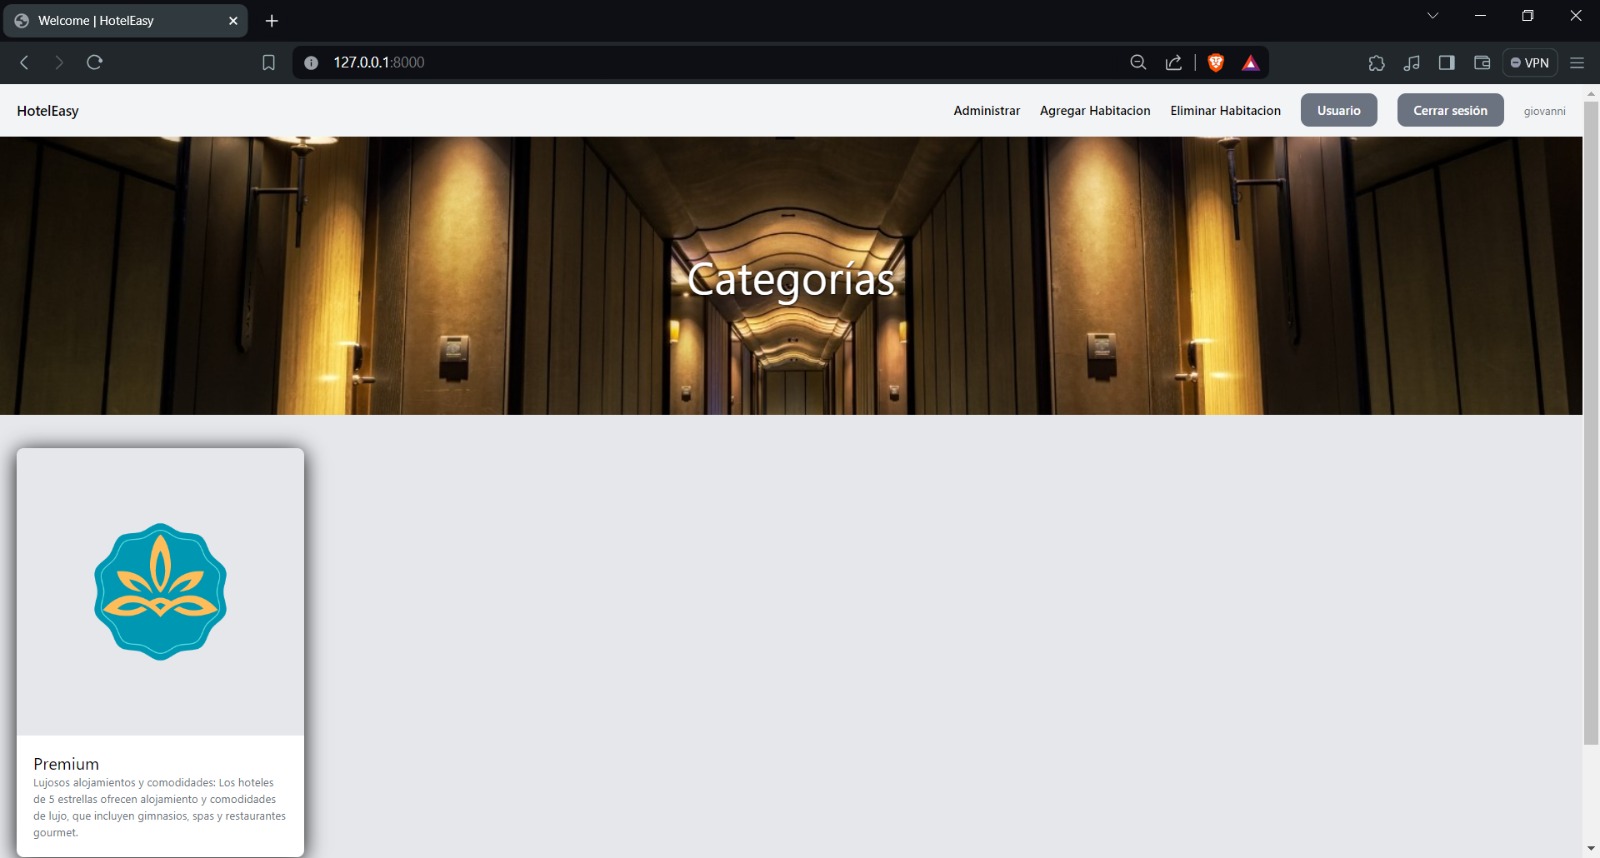 Welcome | HotelEasy
127.0.0.1:8000
VPN
HotelEasy
Administrar
Agregar Habitacion
Eliminar Habitacion
Usuario
Cerrar sesión
giovanni
Categorías
Premium
Lujosos alojamientos y comodidades: Los hoteles
de 5 estrellas ofrecen alojamiento y comodidades
de lujo, que incluyen gimnasios, spas y restaurantes
gourmet.